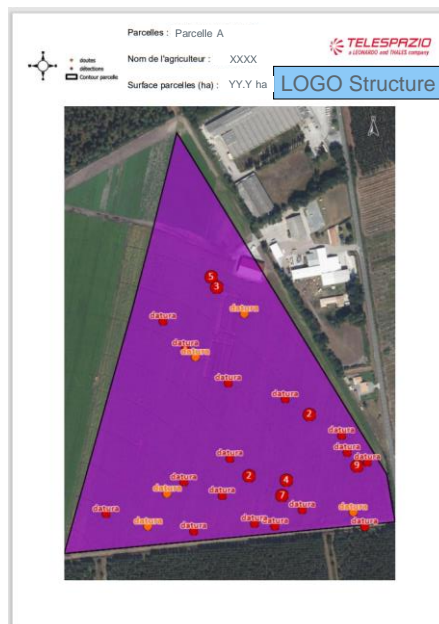 Parcelles : Parcelle A
TELESPAZIO
a LEONARDO and THALES company
doutes
détections
Contour parcelle
Nom de l'agriculteur : XXXX
Surface parcelles (ha) : YY.Y ha
LOGO Structure
5
3
datura
datura
datura
datura
datura
datura
2
datura
datura
datura
datura
9
2
datura
4
datura
datura
7
datura
datura
datura
datura
datura
datura
datura
datura